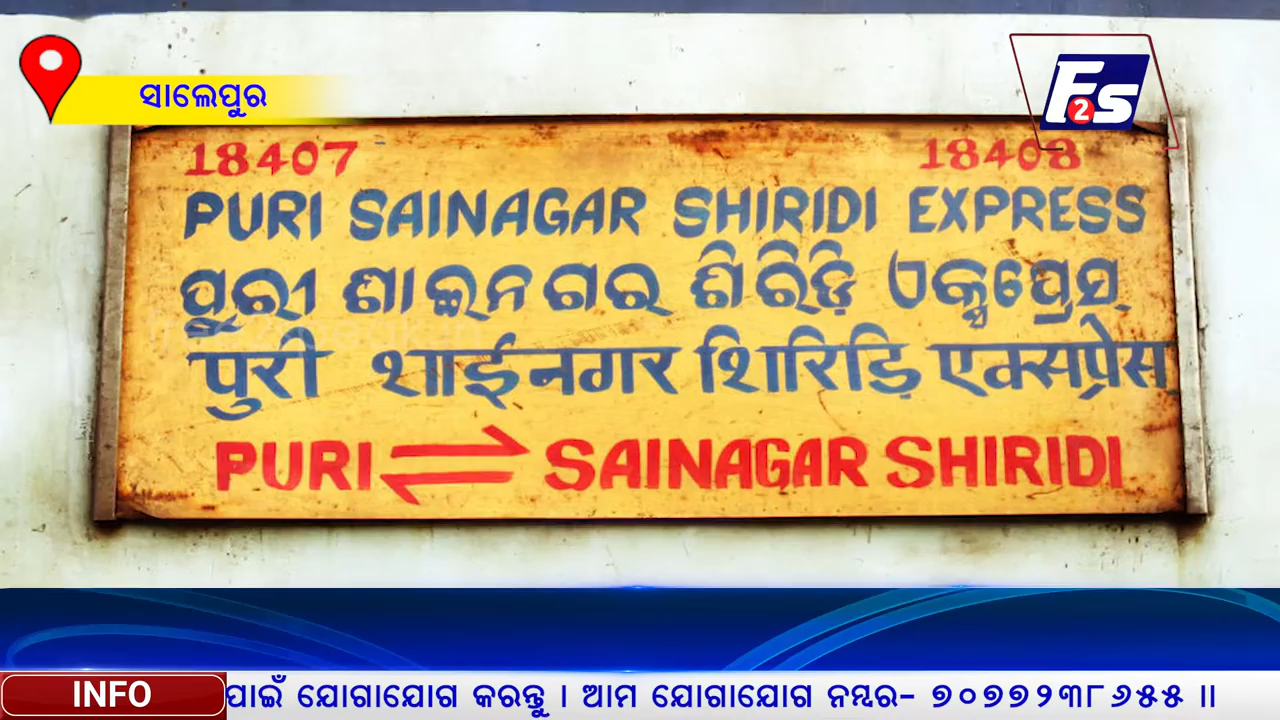 ସାଲେପୁର
F2s
18407 18408
PURI SAINAGAR SHIRIDI EXPRESS
ପୁରୀ ଶାଇନଗର ଶିରିଡ଼ି ଏକ୍ସପ୍ରେସ୍
पुरी शाईनगर शिरिड़ि एक्सप्रेस
PURI ⇌ SAINAGAR SHIRIDI
INFO ପାଇଁ ଯୋଗାଯୋଗ କରନ୍ତୁ । ଆମ ଯୋଗାଯୋଗ ନମ୍ବର- ୭୦୭୭୨୩୮୬୫୫ ॥